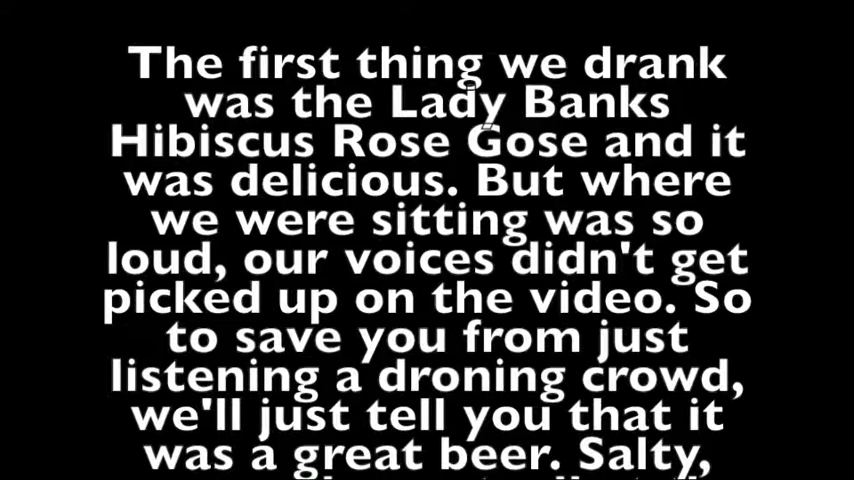 The first thing we drank
was the Lady Banks
Hibiscus Rose Gose and it
was delicious. But where
we were sitting was so
loud, our voices didn't get
picked up on the video. So
to save you from just
listening a droning crowd,
we'll just tell you that it
was a great beer. Salty,